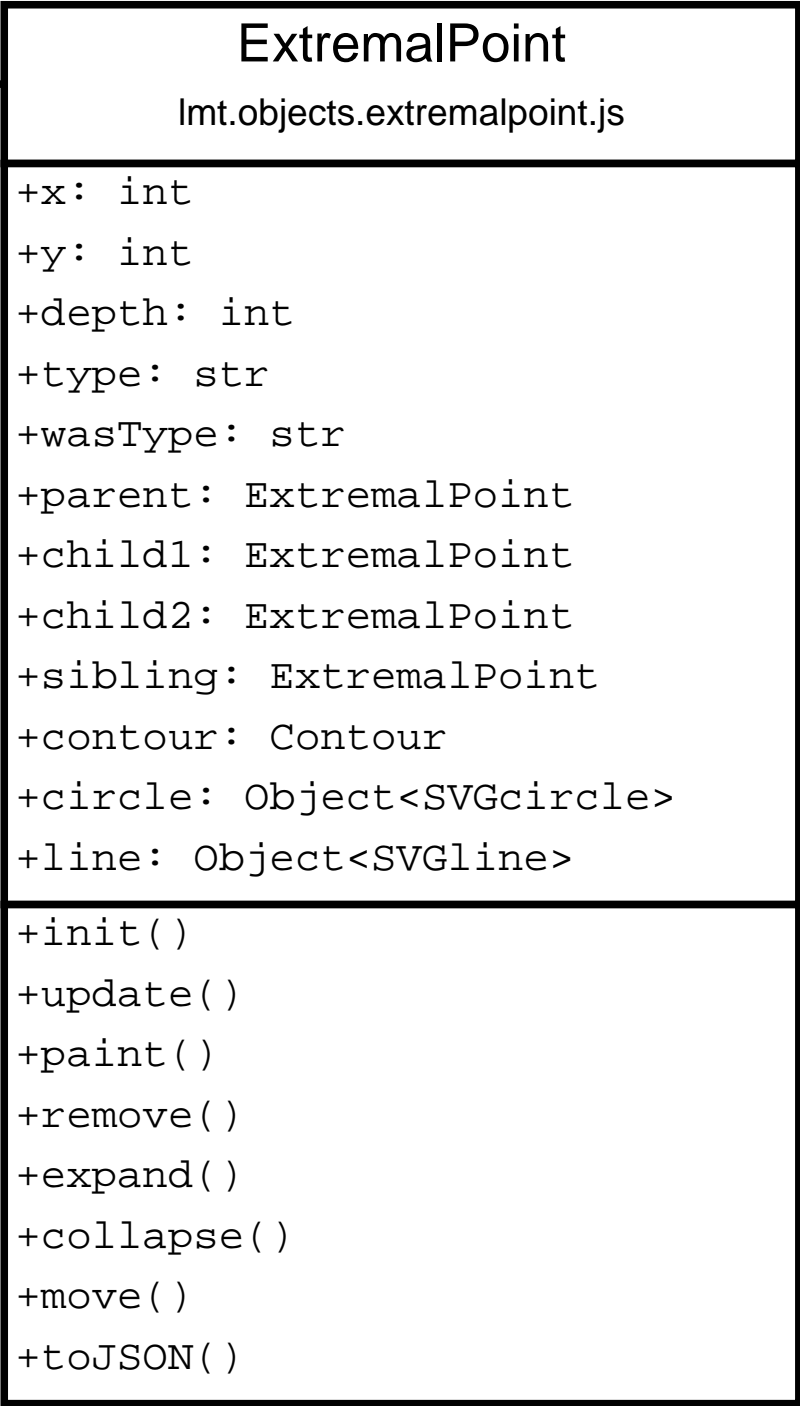 ExtremalPoint
lmt.objects.extremalpoint.js
+x: int
+y: int
+depth: int
+type: str
+wasType: str
+parent: ExtremalPoint
+child1: ExtremalPoint
+child2: ExtremalPoint
+sibling: ExtremalPoint
+contour: Contour
+circle: Object<SVGcircle>
+line: Object<SVGline>
+init()
+update()
+paint()
+remove()
+expand()
+collapse()
+move()
+toJSON()